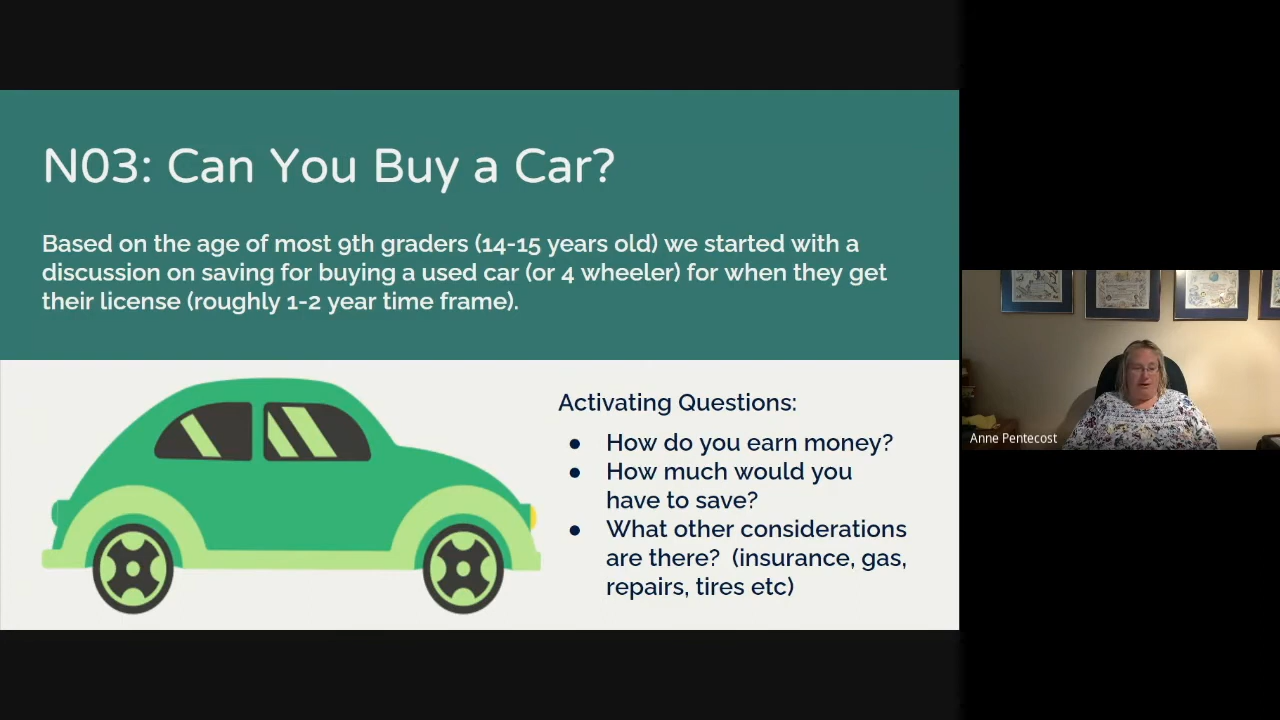 N03: Can You Buy a Car?
Based on the age of most 9th graders (14-15 years old) we started with a
discussion on saving for buying a used car (or 4 wheeler) for when they get
their license (roughly 1-2 year time frame).
Activating Questions:
● How do you earn money?
● How much would you
have to save?
● What other considerations
are there?  (insurance, gas,
repairs, tires etc)
Anne Pentecost